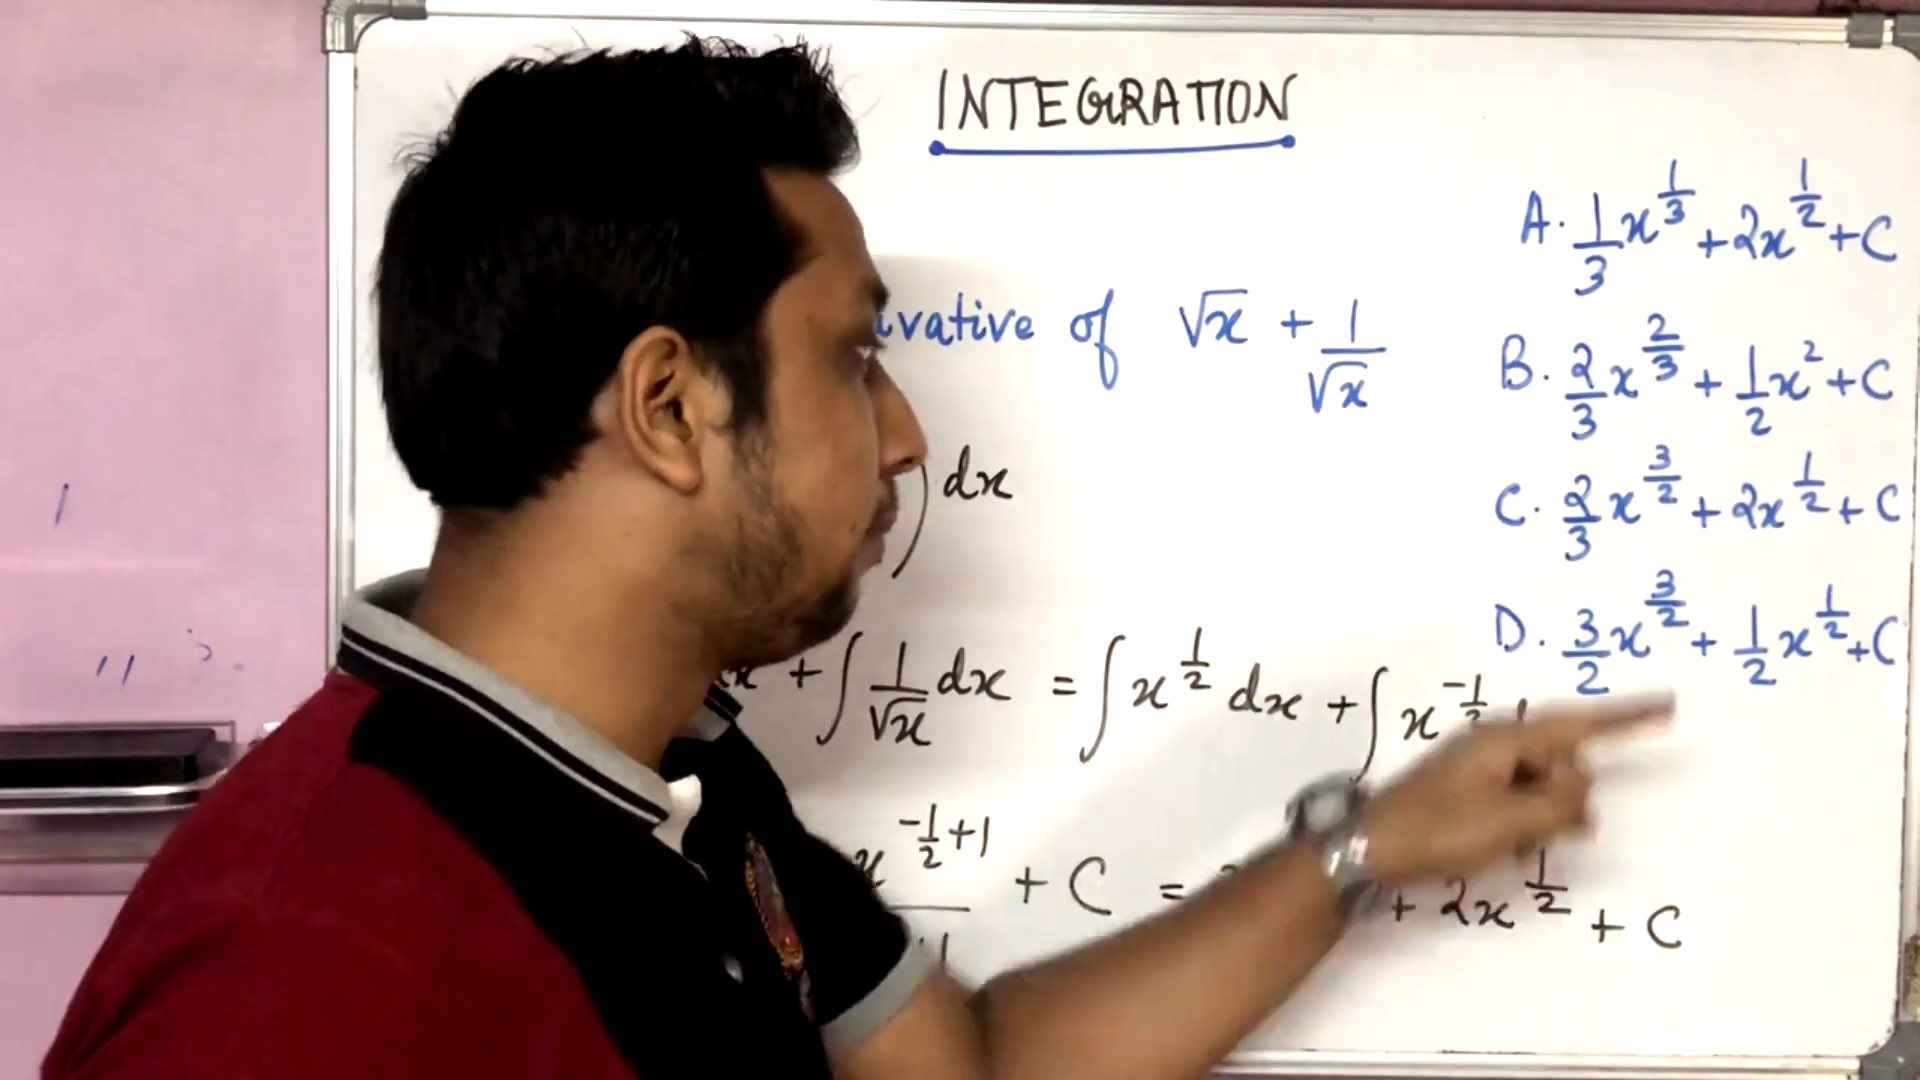 INTEGRATION
of √x + 1/√x
) dx
+ ∫ 1/√x dx = ∫ x^(1/2) dx + ∫ x^(-1/2)
x^(-1/2 + 1) + C = + 2x^(1/2) + C
A. 1/3 x^(1/3) + 2x^(1/2) + C
B. 2/3 x^(2/3) + 1/2 x^2 + C
C. 2/3 x^(3/2) + 2x^(1/2) + C
D. 3/2 x^(3/2) + 1/2 x^(1/2) + C